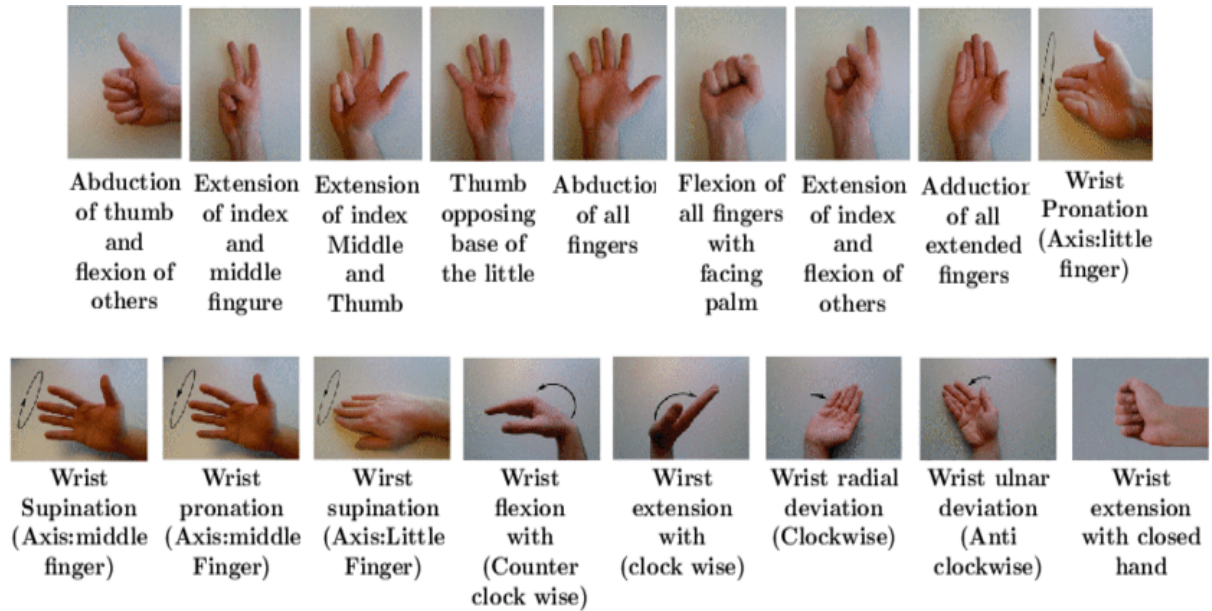 Abduction
of thumb
and
flexion of
others
Extension
of index
and
middle
fingure
Extension
of index
Middle
and
Thumb
Thumb
opposing
base of
the little
Abduction
of all
fingers
Flexion of
all fingers
with
facing
palm
Extension
of index
and
flexion of
others
Adduction
of all
extended
fingers
Wrist
Pronation
(Axis:little
finger)
Wrist
Supination
(Axis:middle
finger)
Wrist
pronation
(Axis:middle
Finger)
Wirst
supination
(Axis:Little
Finger)
Wrist
flexion
with
(Counter
clock wise)
Wirst
extension
with
(clock wise)
Wrist radial
deviation
(Clockwise)
Wrist ulnar
deviation
(Anti
clockwise)
Wrist
extension
with closed
hand